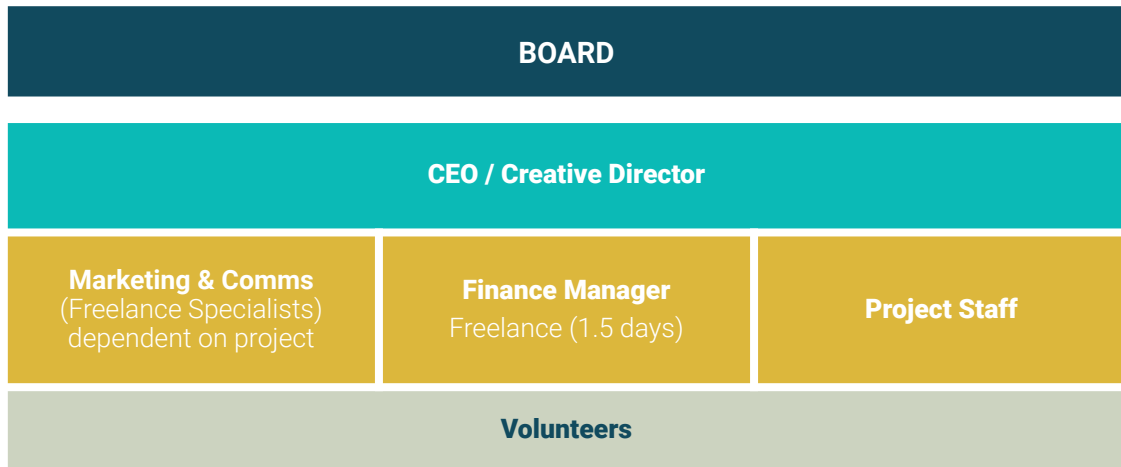 BOARD
CEO / Creative Director
Marketing & Comms
(Freelance Specialists)
dependent on project
Finance Manager
Freelance (1.5 days)
Project Staff
Volunteers